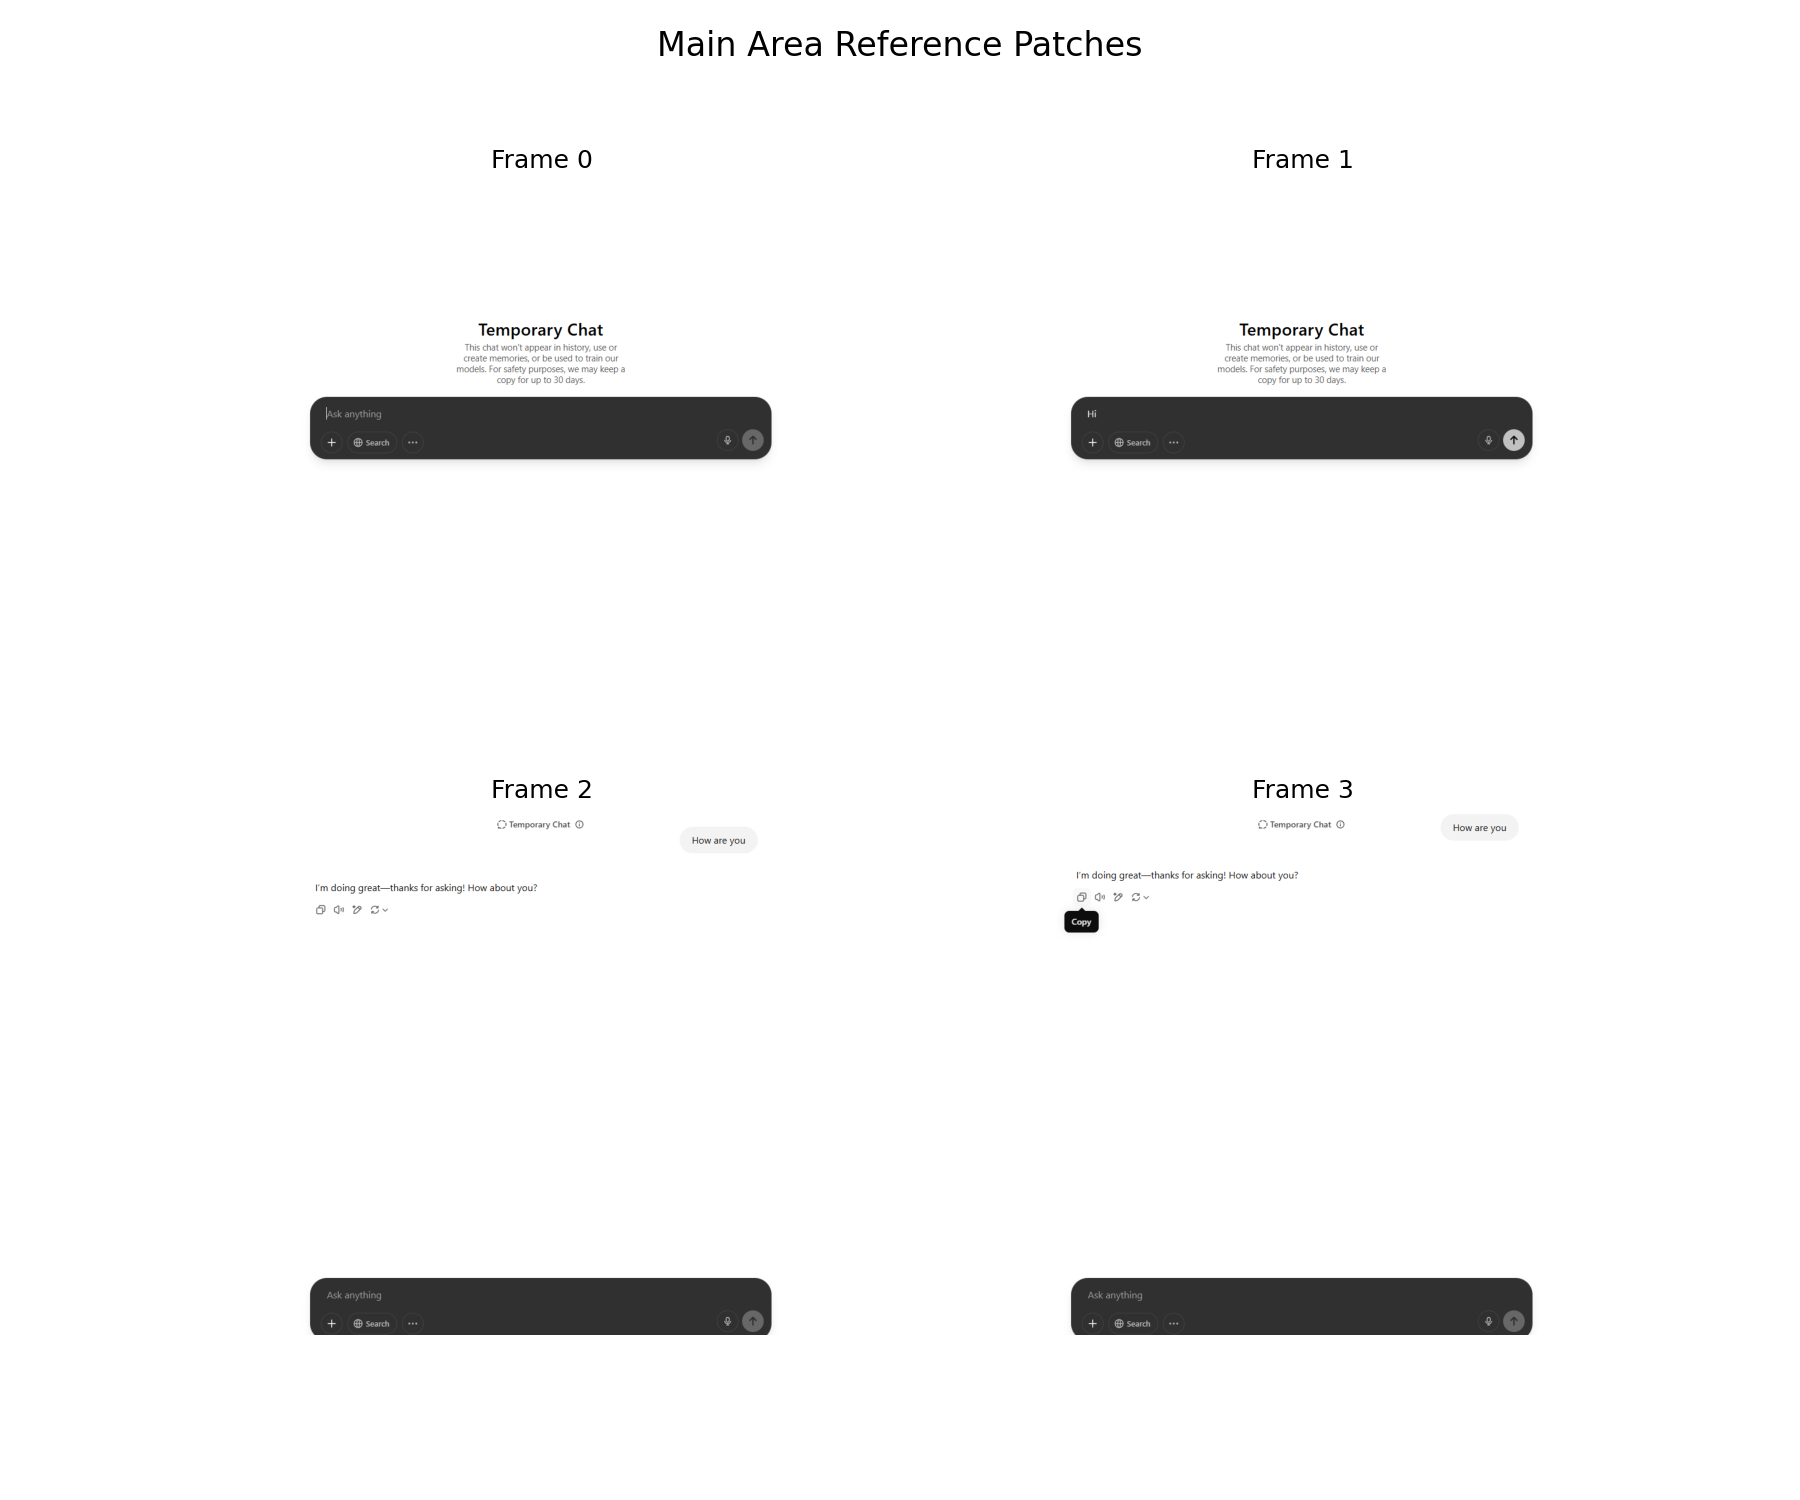 Main Area Reference Patches
Frame 0
Temporary Chat
This chat won't appear in history, use or
create memories, or be used to train our
models. For safety purposes, we may keep a
copy for up to 30 days.
Ask anything
Search
Frame 1
Temporary Chat
This chat won't appear in history, use or
create memories, or be used to train our
models. For safety purposes, we may keep a
copy for up to 30 days.
Hi
Search
Frame 2
Temporary Chat
How are you
I'm doing great—thanks for asking! How about you?
Ask anything
Search
Frame 3
Temporary Chat
How are you
I'm doing great—thanks for asking! How about you?
Copy
Ask anything
Search